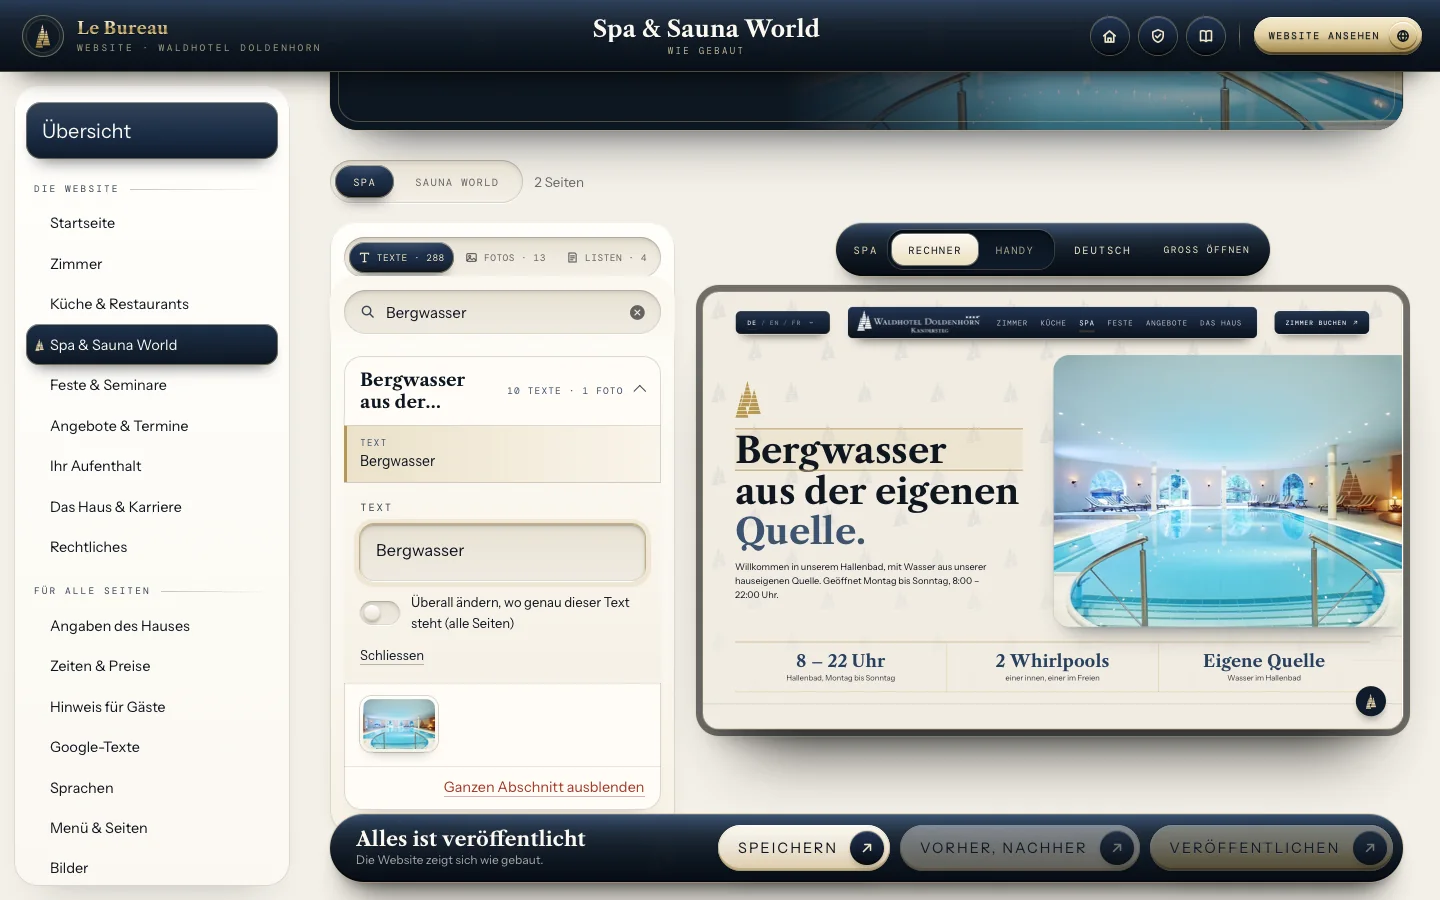 Le Bureau
WEBSITE · WALDHOTEL DOLDENHORN
Spa & Sauna World
WIE GEBAUT
WEBSITE ANSEHEN
Übersicht
DIE WEBSITE
Startseite
Zimmer
Küche & Restaurants
Spa & Sauna World
Feste & Seminare
Angebote & Termine
Ihr Aufenthalt
Das Haus & Karriere
Rechtliches
FÜR ALLE SEITEN
Angaben des Hauses
Zeiten & Preise
Hinweis für Gäste
Google-Texte
Sprachen
Menü & Seiten
Bilder
SPA
SAUNA WORLD
2 Seiten
TEXTE · 288
FOTOS · 13
LISTEN · 4
Bergwasser
Bergwasser
aus der...
10 TEXTE · 1 FOTO
TEXT
Bergwasser
TEXT
Bergwasser
Überall ändern, wo genau dieser Text
steht (alle Seiten)
Schliessen
Ganzen Abschnitt ausblenden
SPA
RECHNER
HANDY
DEUTSCH
GROSS ÖFFNEN
DE / EN / FR
WALDHOTEL DOLDENHORN
KANDERSTEG
ZIMMER
KÜCHE
SPA
FESTE
ANGEBOTE
DAS HAUS
ZIMMER BUCHEN
Bergwasser
aus der eigenen
Quelle.
Willkommen in unserem Hallenbad, mit Wasser aus unserer
hauseigenen Quelle. Geöffnet Montag bis Sonntag, 8:00 –
22:00 Uhr.
8 – 22 Uhr
Hallenbad, Montag bis Sonntag
2 Whirlpools
einer innen, einer im Freien
Eigene Quelle
Wasser im Hallenbad
Alles ist veröffentlicht
Die Website zeigt sich wie gebaut.
SPEICHERN
VORHER, NACHHER
VERÖFFENTLICHEN